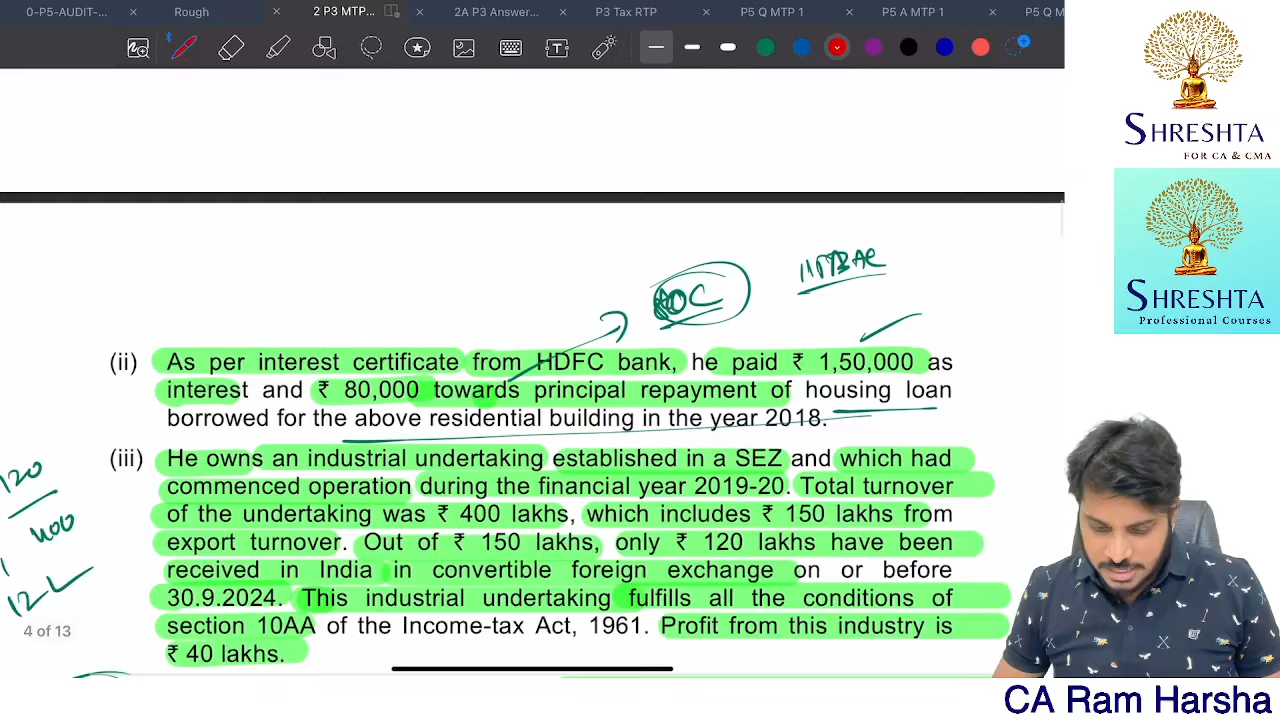 0-P5-AUDIT-...
Rough
2 P3 MTP...
2A P3 Answer...
P3 Tax RTP
P5 Q MTP 1
P5 A MTP 1
P5 Q M
SHRESHTA
FOR CA & CMA
SHRESHTA
Professional Courses
(ii) As per interest certificate from HDFC bank, he paid ₹ 1,50,000 as
interest and ₹ 80,000 towards principal repayment of housing loan
borrowed for the above residential building in the year 2018.
(iii) He owns an industrial undertaking established in a SEZ and which had
commenced operation during the financial year 2019-20. Total turnover
of the undertaking was ₹ 400 lakhs, which includes ₹ 150 lakhs from
export turnover. Out of ₹ 150 lakhs, only ₹ 120 lakhs have been
received in India in convertible foreign exchange on or before
30.9.2024. This industrial undertaking fulfills all the conditions of
section 10AA of the Income-tax Act, 1961. Profit from this industry is
₹ 40 lakhs.
120
400
12L
4 of 13
CA Ram Harsha